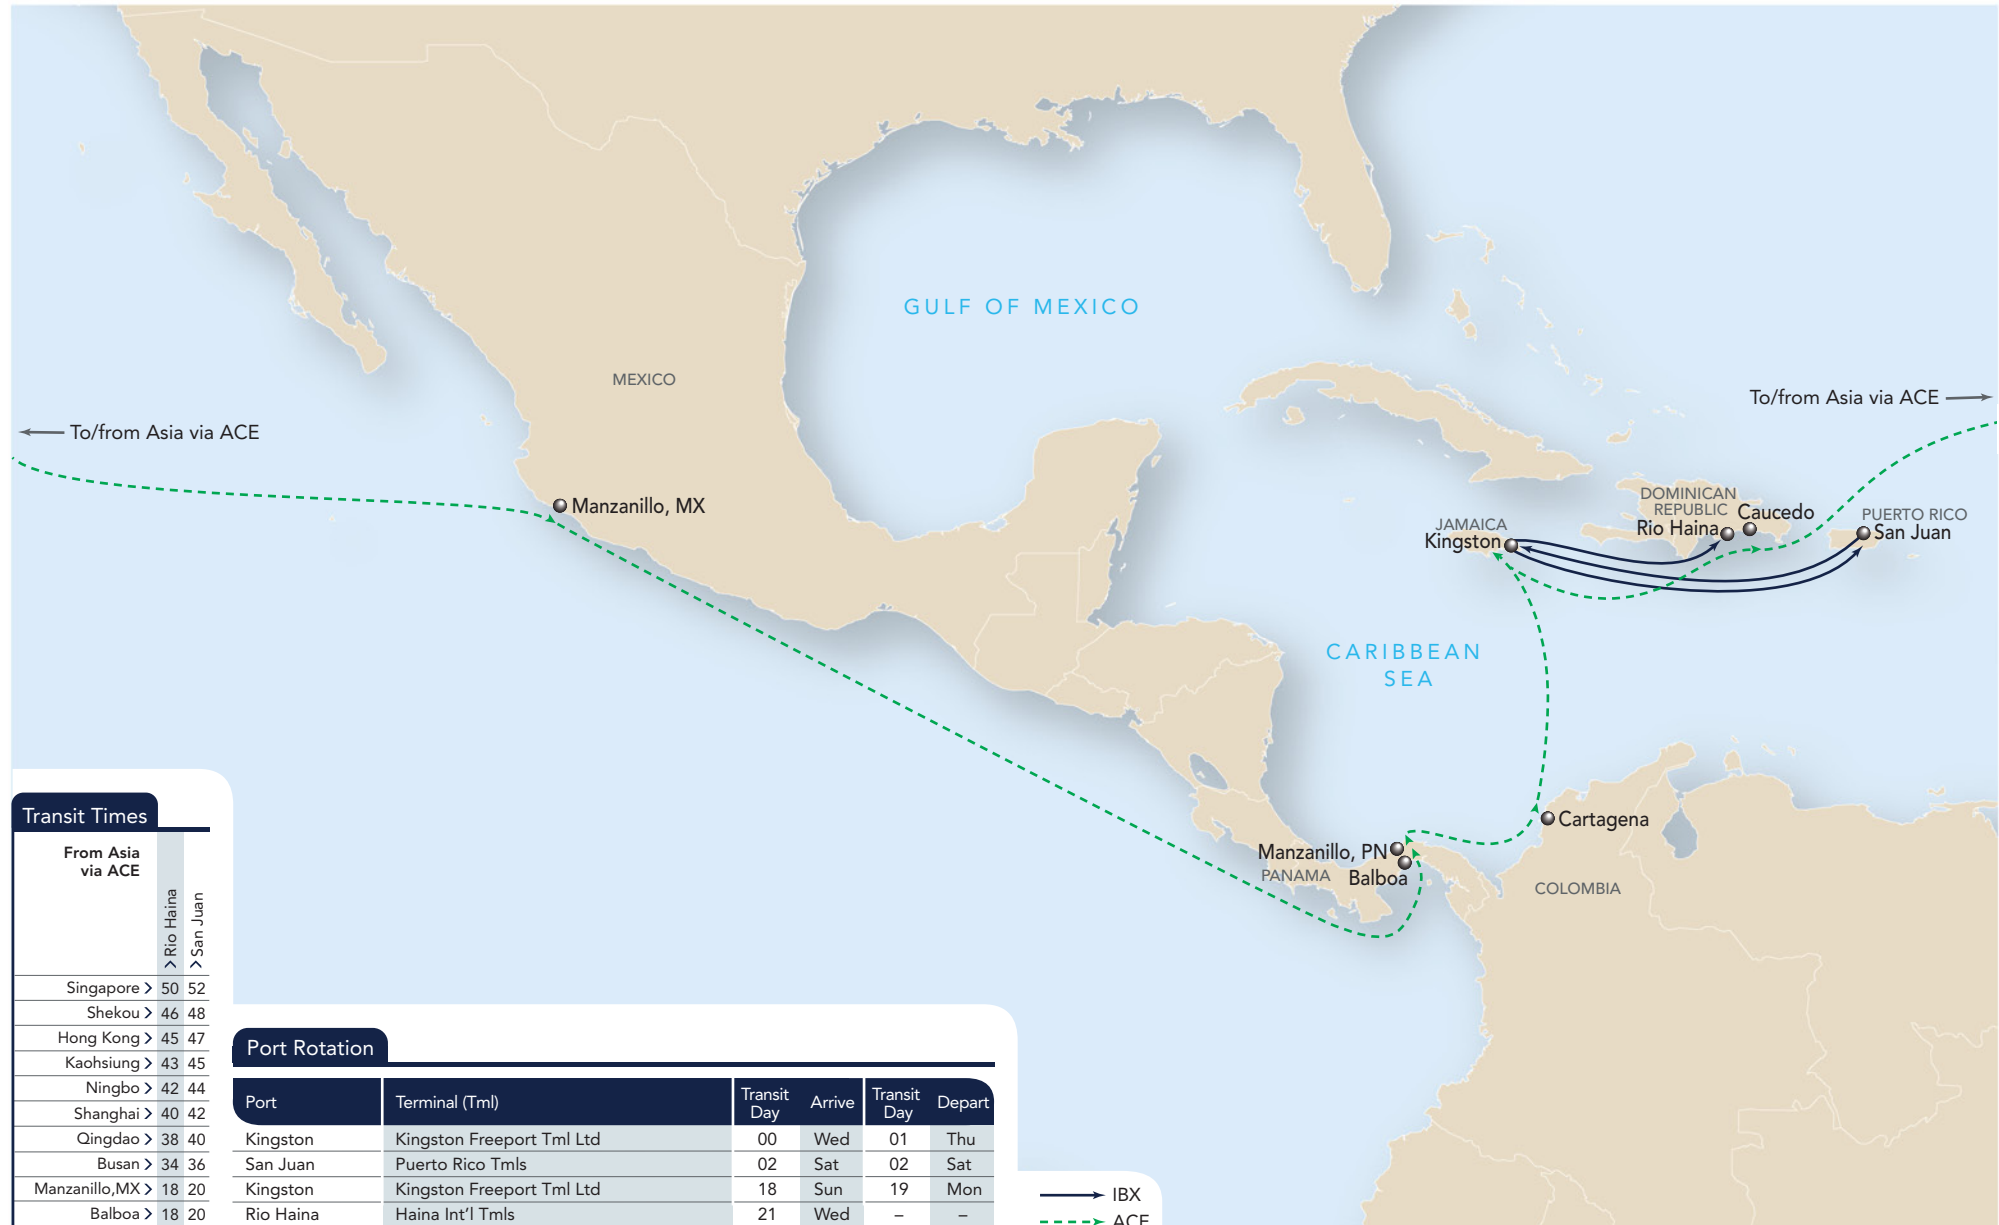 GULF OF MEXICO
MEXICO
To/from Asia via ACE
To/from Asia via ACE
Manzanillo, MX
DOMINICAN
REPUBLIC
Caucedo
Rio Haina
PUERTO RICO
San Juan
JAMAICA
Kingston
CARIBBEAN
SEA
Cartagena
Manzanillo, PN
PANAMA
Balboa
COLOMBIA
Transit Times
From Asia
via ACE
> Rio Haina
> San Juan
Singapore > 50 52
Shekou > 46 48
Hong Kong > 45 47
Kaohsiung > 43 45
Ningbo > 42 44
Shanghai > 40 42
Qingdao > 38 40
Busan > 34 36
Manzanillo,MX > 18 20
Balboa > 18 20
Port Rotation
Port Terminal (Tml) Transit Day Arrive Transit Day Depart
Kingston Kingston Freeport Tml Ltd 00 Wed 01 Thu
San Juan Puerto Rico Tmls 02 Sat 02 Sat
Kingston Kingston Freeport Tml Ltd 18 Sun 19 Mon
Rio Haina Haina Int'l Tmls 21 Wed – –
IBX
ACE